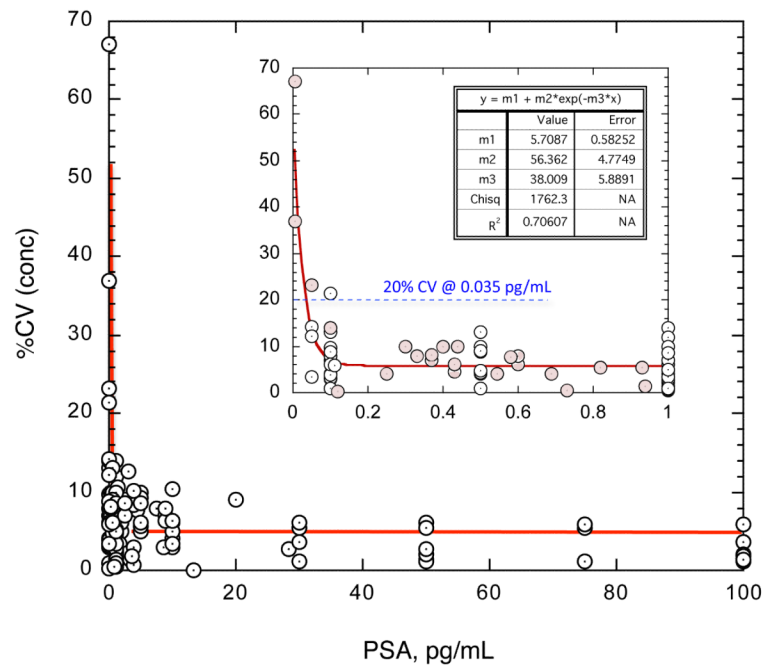 70
60
50
40
30
20
10
0
%CV (conc)
0
20
40
60
80
100
PSA, pg/mL
70
60
50
40
30
20
10
0
0
0.2
0.4
0.6
0.8
1
y = m1 + m2*exp(-m3*x)
Value Error
m1 5.7087 0.58252
m2 56.362 4.7749
m3 38.009 5.8891
Chisq 1762.3 NA
R² 0.70607 NA
20% CV @ 0.035 pg/mL